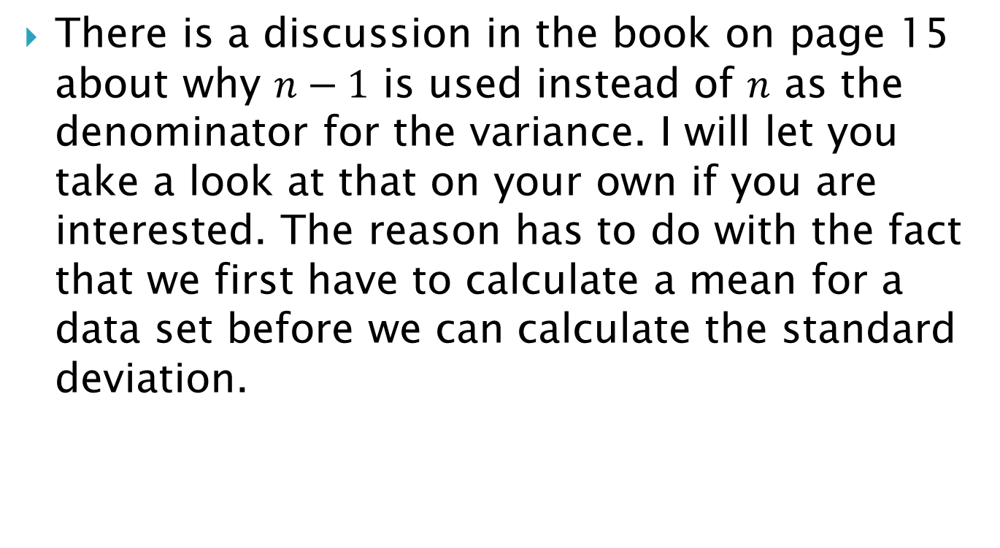 There is a discussion in the book on page 15
about why n − 1 is used instead of n as the
denominator for the variance. I will let you
take a look at that on your own if you are
interested. The reason has to do with the fact
that we first have to calculate a mean for a
data set before we can calculate the standard
deviation.